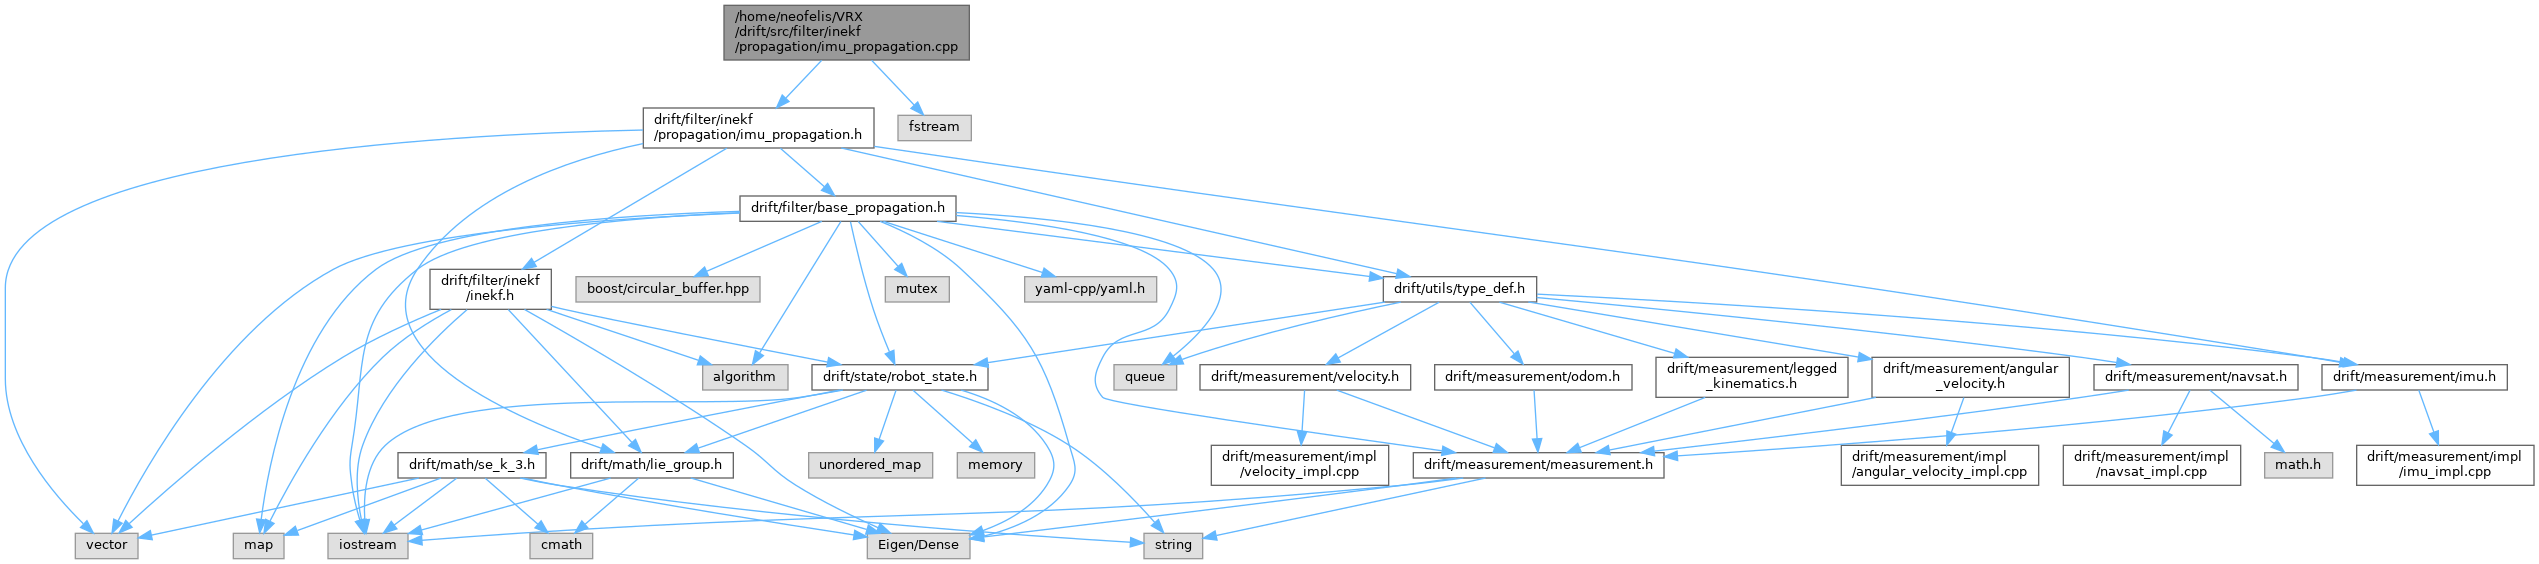 /home/neofelis/VRX
/drift/src/filter/inekf
/propagation/imu_propagation.cpp
drift/filter/inekf
/propagation/imu_propagation.h
fstream
drift/filter/base_propagation.h
drift/filter/inekf
/inekf.h
boost/circular_buffer.hpp
mutex
yaml-cpp/yaml.h
drift/utils/type_def.h
algorithm
drift/state/robot_state.h
queue
drift/measurement/velocity.h
drift/measurement/odom.h
drift/measurement/legged
_kinematics.h
drift/measurement/angular
_velocity.h
drift/measurement/navsat.h
drift/measurement/imu.h
drift/math/se_k_3.h
drift/math/lie_group.h
unordered_map
memory
drift/measurement/impl
/velocity_impl.cpp
drift/measurement/measurement.h
drift/measurement/impl
/angular_velocity_impl.cpp
drift/measurement/impl
/navsat_impl.cpp
math.h
drift/measurement/impl
/imu_impl.cpp
vector
map
iostream
cmath
Eigen/Dense
string